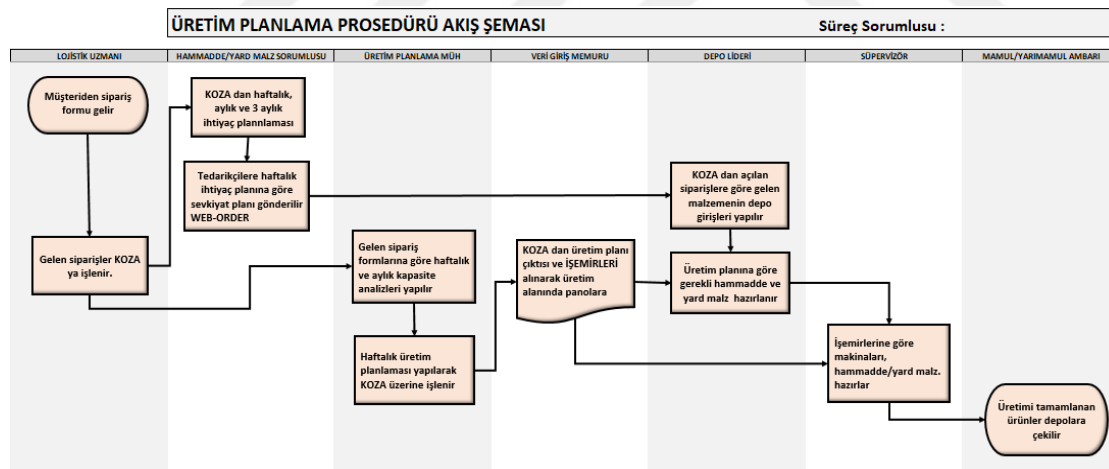 ÜRETİM PLANLAMA PROSEDÜRÜ AKIŞ ŞEMASI
Süreç Sorumlusu :
LOJİSTİK UZMANI
HAMMADDE/YARD MALZ SORUMLUSU
ÜRETİM PLANLAMA MÜH
VERİ GİRİŞ MEMURU
DEPO LİDERİ
SÜPERVİZÖR
MAMUL/YARIMAMUL AMBARI
Müşteriden sipariş
formu gelir
Gelen siparişler KOZA
ya işlenir.
KOZA dan haftalık,
aylık ve 3 aylık
ihtiyaç plannlaması
Tedarikçilere haftalık
ihtiyaç planına göre
sevkiyat planı gönderilir
WEB-ORDER
Gelen sipariş
formlarına göre haftalık
ve aylık kapasite
analizleri yapılır
Haftalık üretim
planlaması yapılarak
KOZA üzerine işlenir
KOZA dan üretim planı
çıktısı ve İŞEMİRLERİ
alınarak üretim
alanında panolara
KOZA dan açılan
siparişlere göre gelen
malzemenin depo
girişleri yapılır
Üretim planına göre
gerekli hammadde ve
yard malz hazırlanır
İşemirlerine göre
makinaları,
hammadde/yard malz.
hazırlar
Üretimi tamamlanan
ürünler depolara
çekilir